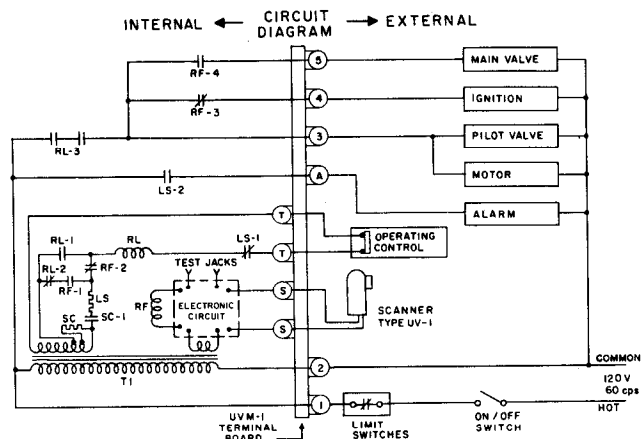 INTERNAL ← CIRCUIT DIAGRAM → EXTERNAL
RF-4
5
MAIN VALVE
RF-3
4
IGNITION
RL-3
3
PILOT VALVE
MOTOR
LS-2
A
ALARM
T
OPERATING CONTROL
RL-1
RL
LS-1
T
RL-2
RF-2
TEST JACKS
RF-1
LS
RF
ELECTRONIC CIRCUIT
S
SC
SC-1
S
SCANNER
TYPE UV-1
T1
2
COMMON
120V
60 cps
1
HOT
UVM-1
TERMINAL
BOARD
LIMIT
SWITCHES
ON/OFF
SWITCH